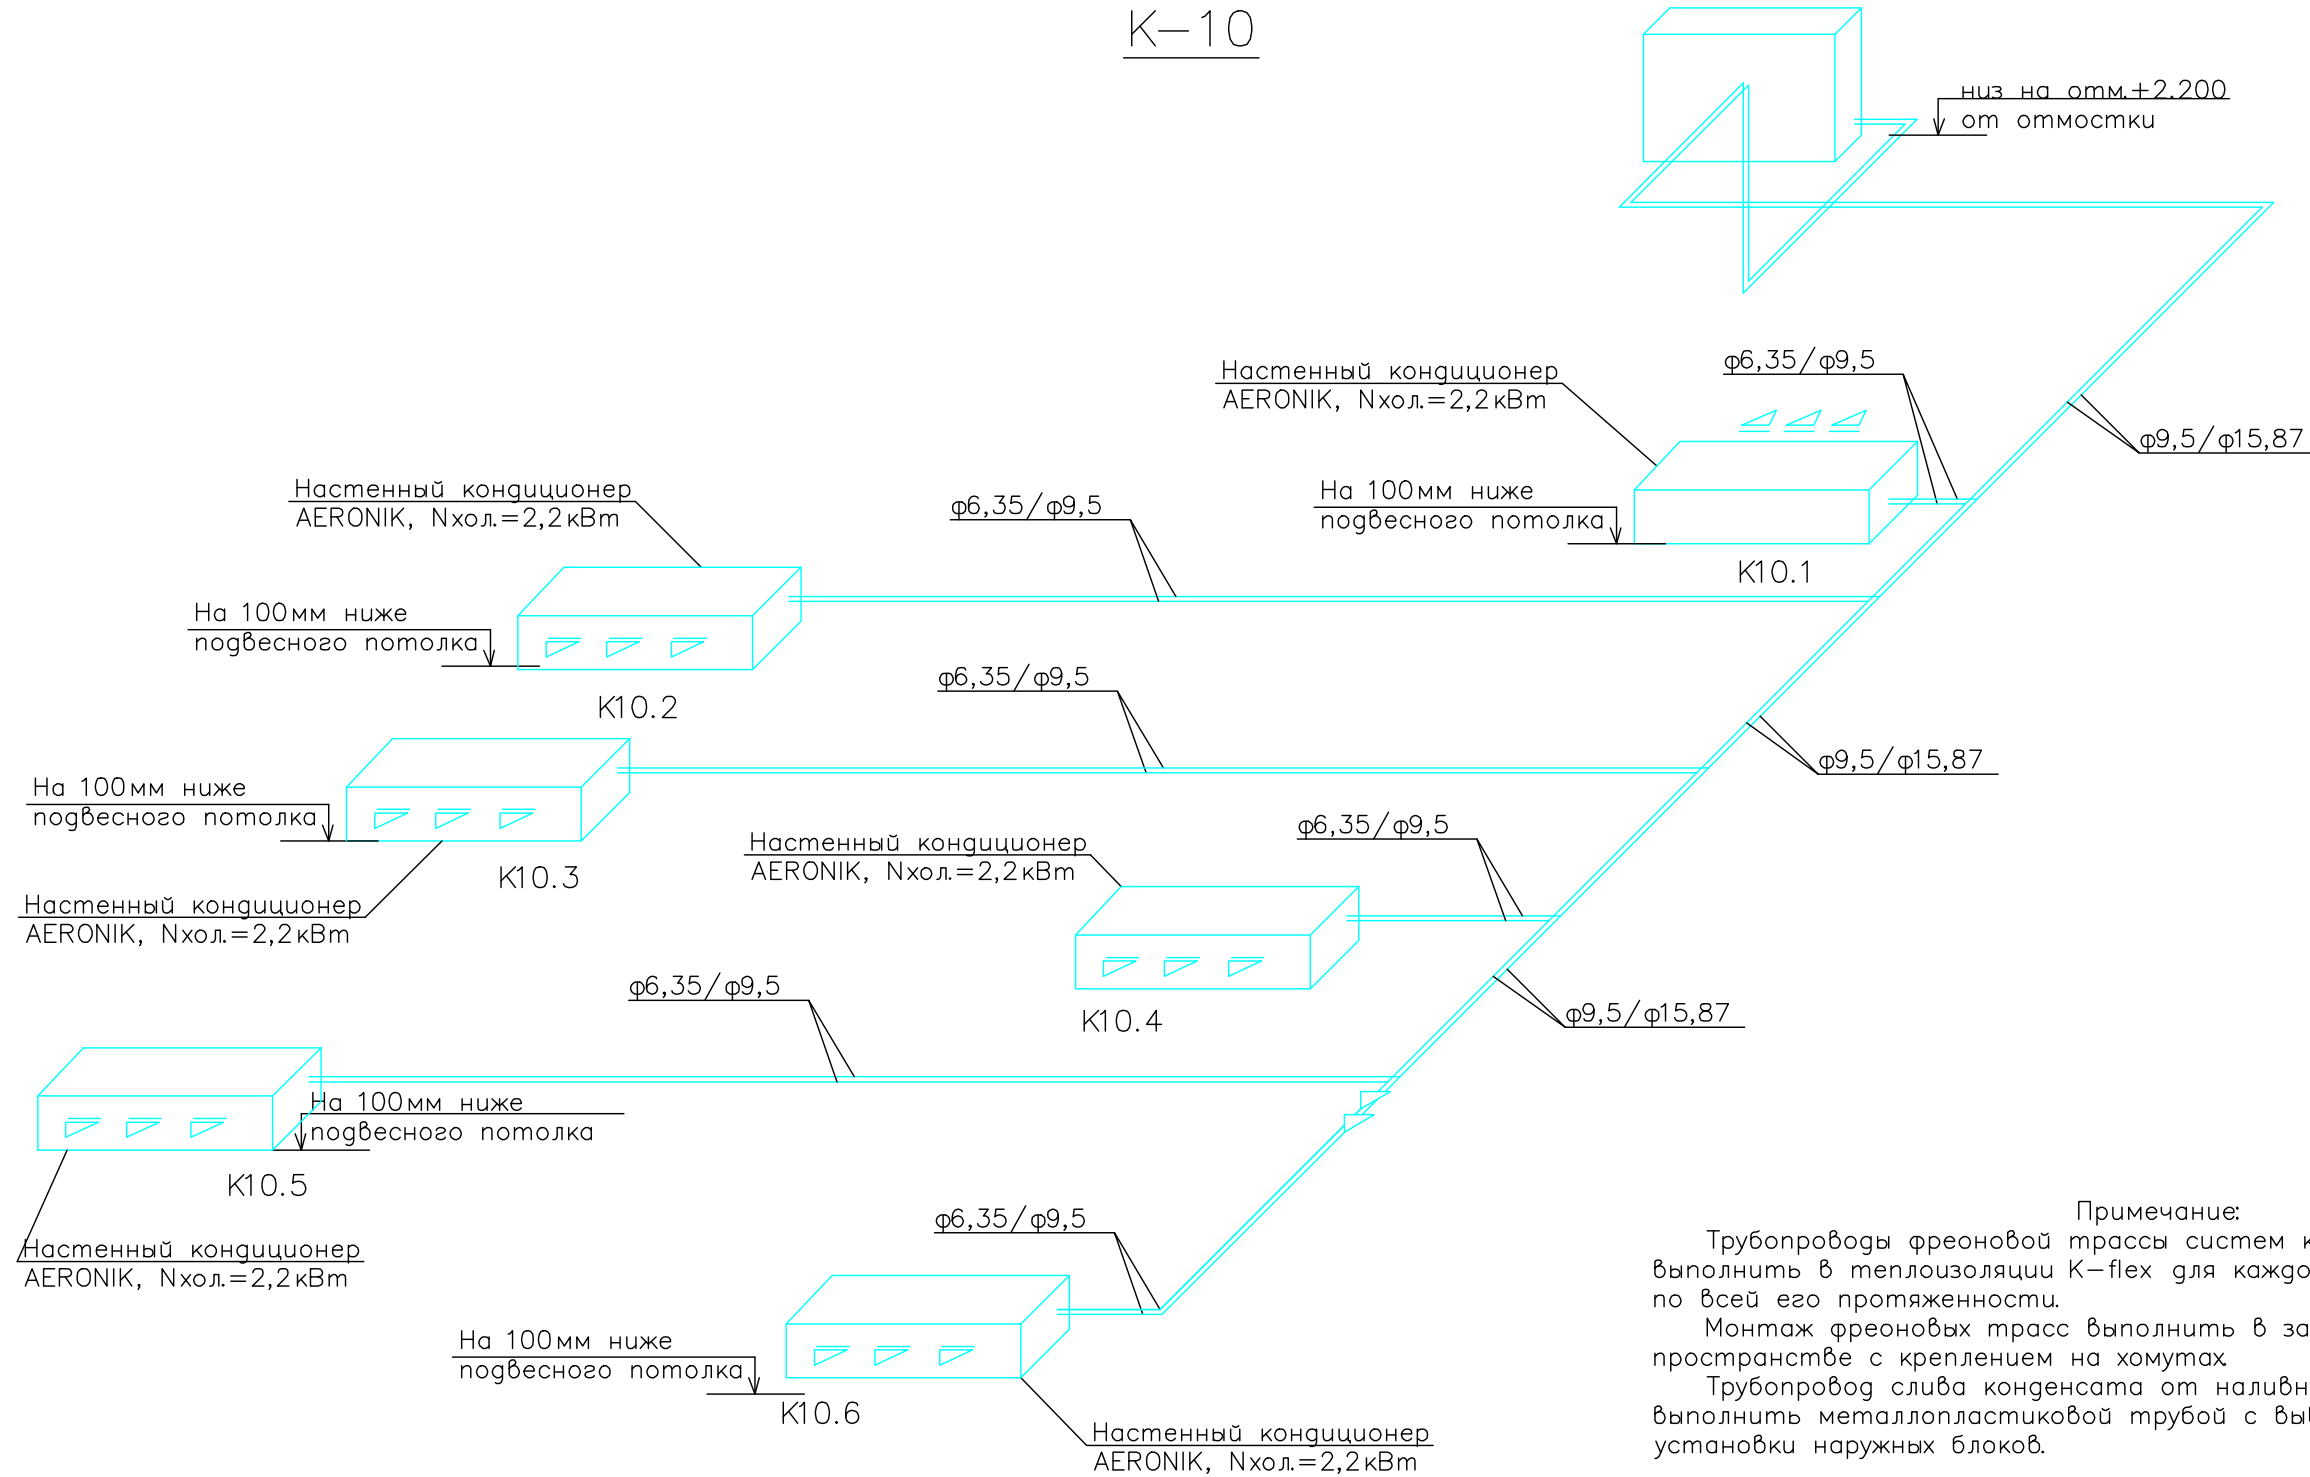 К-10
низ на отм.+2.200
от отмостки
Настенный кондиционер
AERONIK, Nхол.=2,2кВт
φ6,35/φ9,5
φ9,5/φ15,87
На 100мм ниже
подвесного потолка
К10.1
Настенный кондиционер
AERONIK, Nхол.=2,2кВт
φ6,35/φ9,5
На 100мм ниже
подвесного потолка
К10.2
φ6,35/φ9,5
φ9,5/φ15,87
На 100мм ниже
подвесного потолка
К10.3
Настенный кондиционер
AERONIK, Nхол.=2,2кВт
Настенный кондиционер
AERONIK, Nхол.=2,2кВт
φ6,35/φ9,5
К10.4
φ9,5/φ15,87
φ6,35/φ9,5
На 100мм ниже
подвесного потолка
К10.5
Настенный кондиционер
AERONIK, Nхол.=2,2кВт
φ6,35/φ9,5
На 100мм ниже
подвесного потолка
К10.6
Настенный кондиционер
AERONIK, Nхол.=2,2кВт
Примечание:
Трубопроводы фреоновой трассы систем
выполнить в теплоизоляции K-flex для
по всей его протяженности.
Монтаж фреоновых трасс выполнить в
пространстве с креплением на хомутах.
Трубопровод слива конденсата от
выполнить металлопластиковой трубой с
установки наружных блоков.